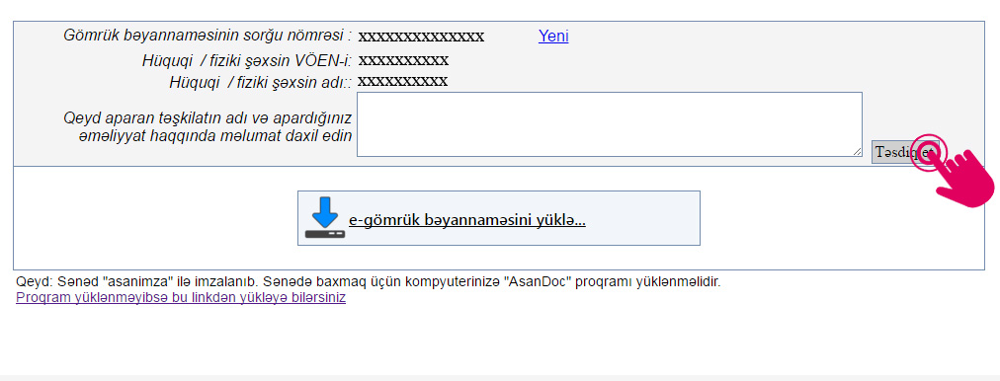 Gömrük bəyannaməsinin sorğu nömrəsi : xxxxxxxxxxxxxx Yeni
Hüquqi / fiziki şəxsin VÖEN-i: xxxxxxxxxx
Hüquqi / fiziki şəxsin adı:: xxxxxxxxxx
Qeyd aparan təşkilatın adı və apardığınız
əməliyyat haqqında məlumat daxil edin
Təsdiq et
e-gömrük bəyannaməsini yüklə...
Qeyd: Sənəd "asanimza" ilə imzalanıb. Sənədə baxmaq üçün kompyuterinizə "AsanDoc" proqramı yüklənməlidir.
Proqram yüklənməyibsə bu linkdən yükləyə bilərsiniz